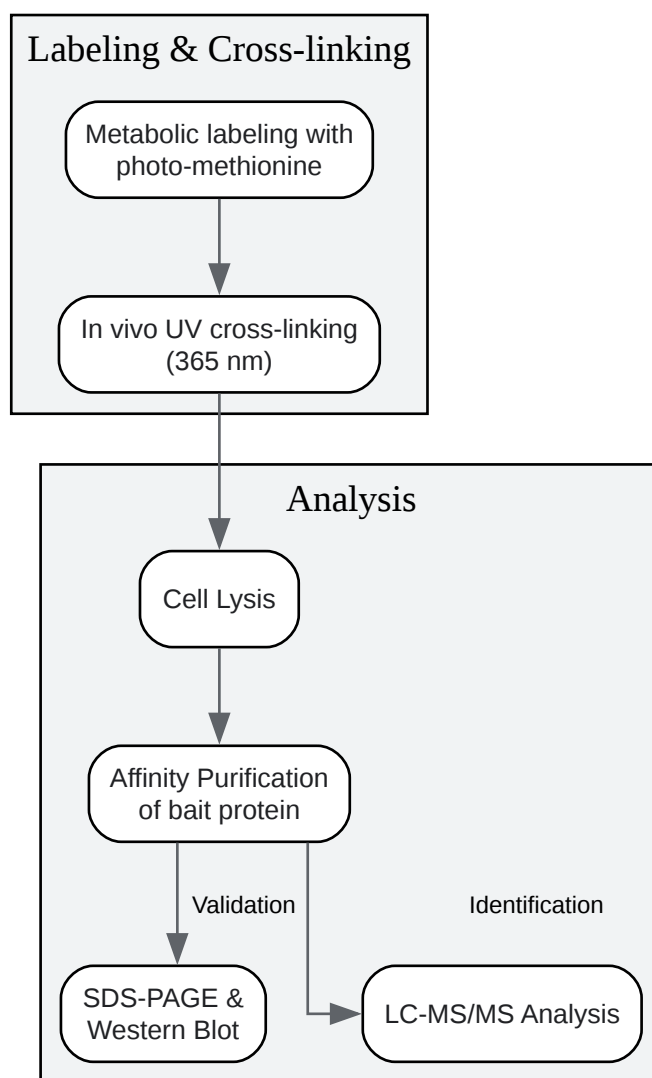 Labeling & Cross-linking
Metabolic labeling with
photo-methionine
In vivo UV cross-linking
(365 nm)
Analysis
Cell Lysis
Affinity Purification
of bait protein
Validation
Identification
SDS-PAGE &
Western Blot
LC-MS/MS Analysis